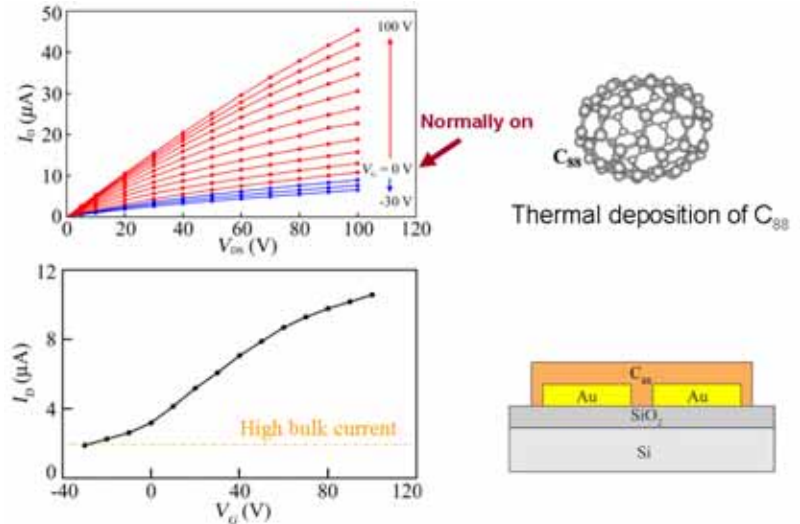 50
40
30
20
10
0
I_D (μA)
0 20 40 60 80 100 120
V_DS (V)
100 V
V_G = 0 V
-30 V
Normally on
C₈₈
Thermal deposition of C₈₈
12
8
4
0
I_D (μA)
High bulk current
-40 0 40 80 120
V_G (V)
C₈₈
Au Au
SiO₂
Si